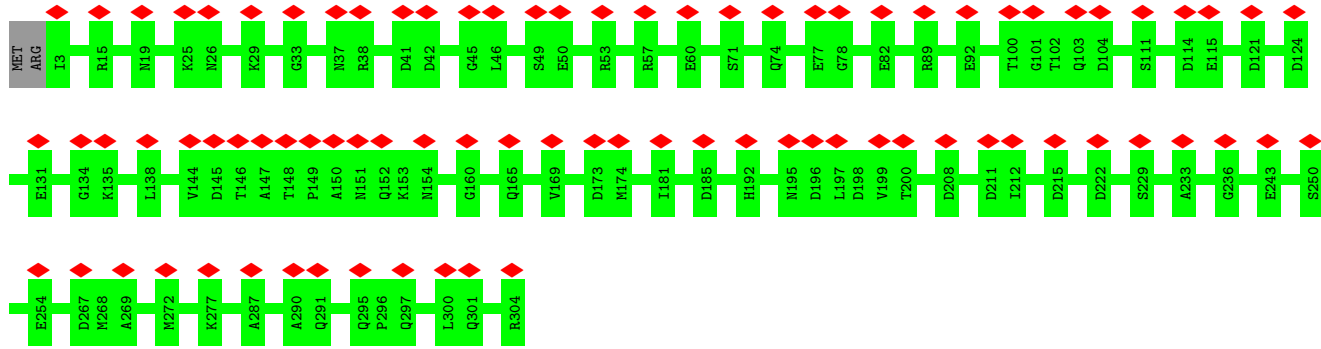 MET ARG I3 R15 N19 K25 N26 K29 G33 N37 R38 D41 D42 G45 L46 S49 E50 R53 R57 E60 S71 Q74 E77 G78 E82 R89 E92 T100 G101 T102 Q103 D104 S111 D114 E115 D121 D124
E131 G134 K135 L138 V144 D145 T146 A147 T148 P149 A150 N151 Q152 K153 N154 G160 Q165 V169 D173 M174 I181 D185 H192 N195 D196 L197 D198 V199 T200 D208 D211 I212 D215 D222 S229 A233 G236 E243 S250
E254 D267 M268 A269 M272 K277 A287 A290 Q291 Q295 P296 Q297 L300 Q301 R304